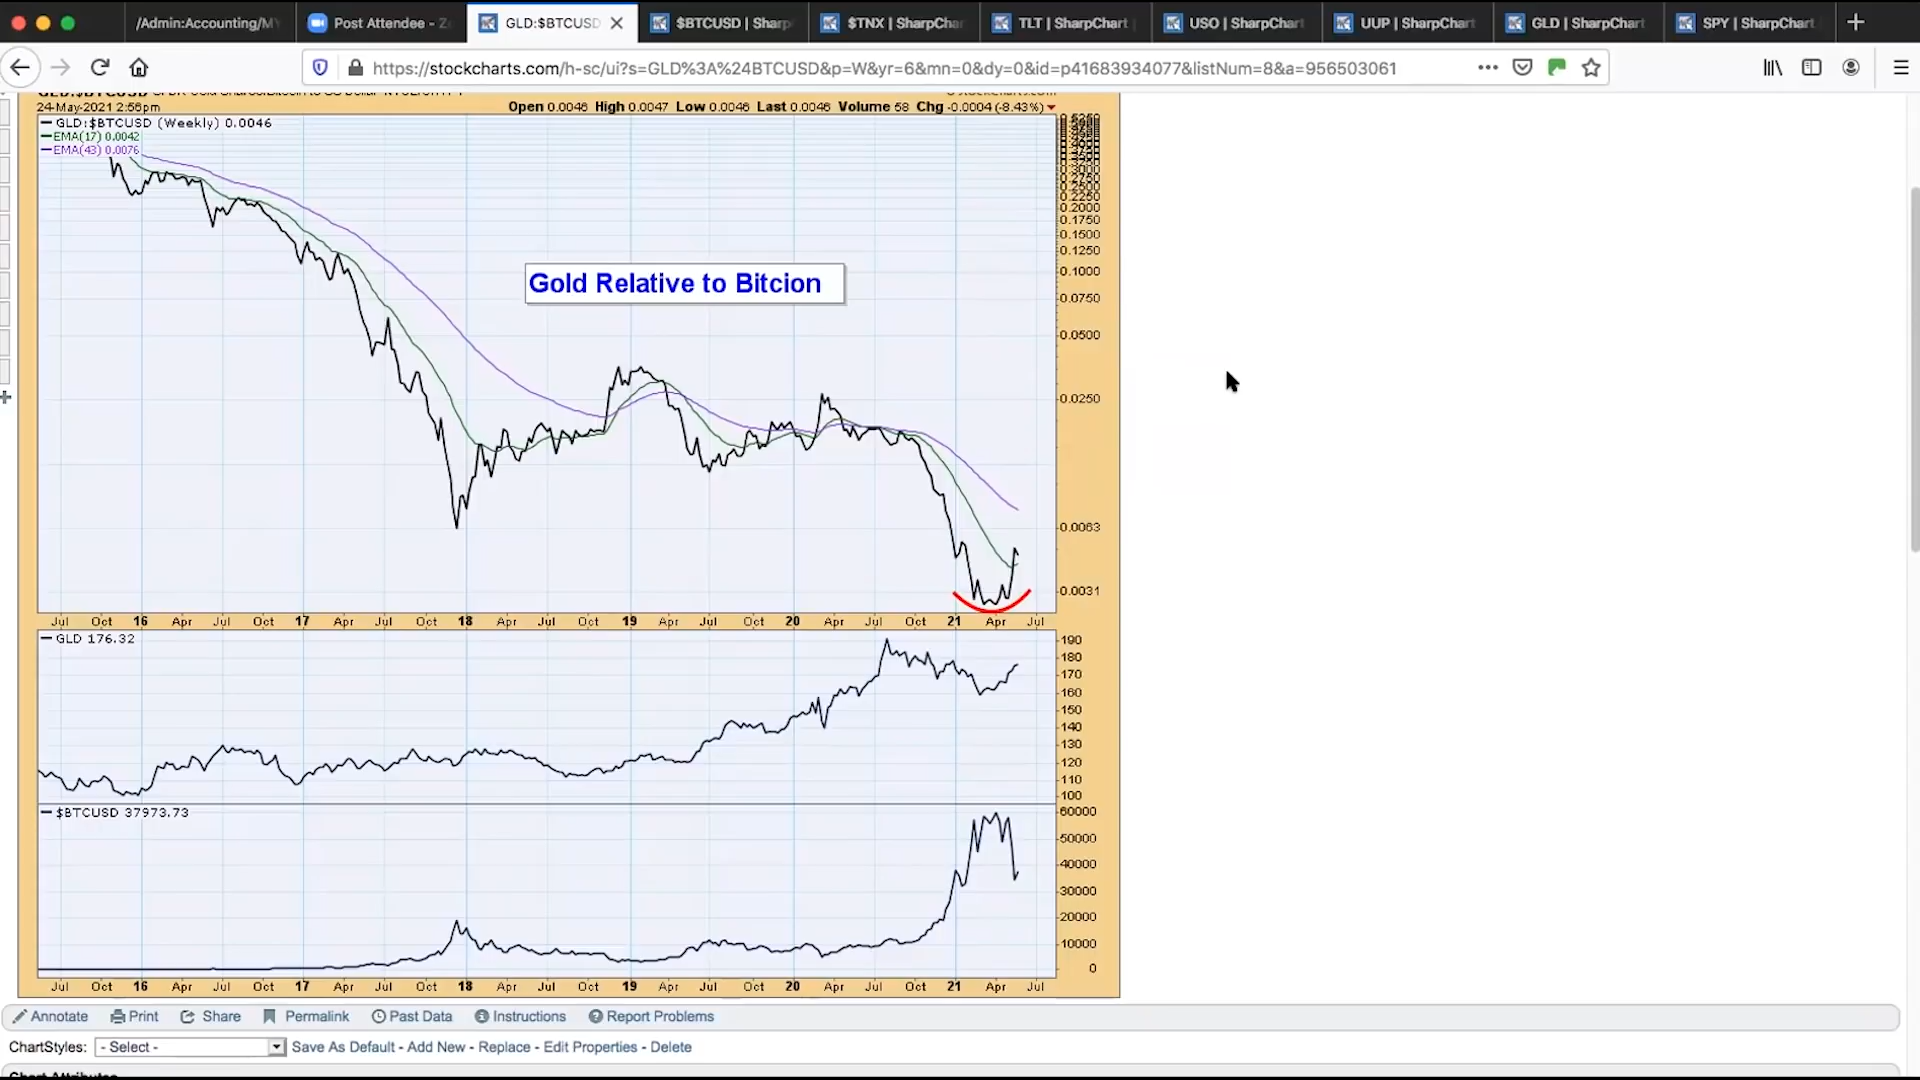 /Admin:Accounting/MY
Post Attendee - Z
GLD:$BTCUSD
$BTCUSD | Sharp
$TNX | SharpCha
TLT | SharpChart
USO | SharpChart
UUP | SharpChart
GLD | SharpChart
SPY | SharpChart
https://stockcharts.com/h-sc/ui?s=GLD%3A%24BTCUSD&p=W&yr=6&mn=0&dy=0&id=p41683934077&listNum=8&a=956503061
24-May-2021 2:56pm
Open 0.0046 High 0.0047 Low 0.0046 Last 0.0046 Volume 58 Chg -0.0004 (-8.43%)
GLD:$BTCUSD (Weekly) 0.0046
EMA(17) 0.0042
EMA(43) 0.0076
0.2500
0.2250
0.2000
0.1750
0.1500
0.1250
0.1000
0.0750
0.0500
0.0250
0.0063
0.0031
Gold Relative to Bitcion
Jul Oct 16 Apr Jul Oct 17 Apr Jul Oct 18 Apr Jul Oct 19 Apr Jul Oct 20 Apr Jul Oct 21 Apr Jul
GLD 176.32
190
180
170
160
150
140
130
120
110
100
$BTCUSD 37973.73
60000
50000
40000
30000
20000
10000
0
Jul Oct 16 Apr Jul Oct 17 Apr Jul Oct 18 Apr Jul Oct 19 Apr Jul Oct 20 Apr Jul Oct 21 Apr Jul
Annotate Print Share Permalink Past Data Instructions Report Problems
ChartStyles: - Select - Save As Default - Add New - Replace - Edit Properties - Delete